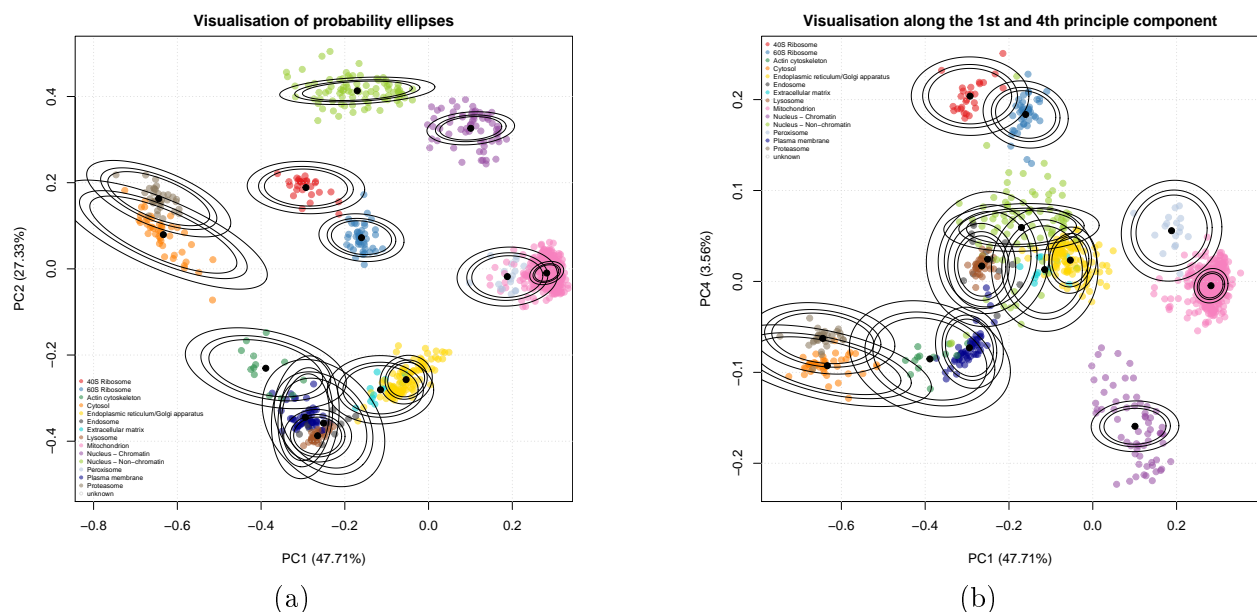 Visualisation of probability ellipses
0.4
0.2
0.0
−0.2
−0.4
PC2 (27.33%)
40S Ribosome
60S Ribosome
Actin cytoskeleton
Cytosol
Endoplasmic reticulum/Golgi apparatus
Endosome
Extracellular matrix
Lysosome
Mitochondrion
Nucleus − Chromatin
Nucleus − Non−chromatin
Peroxisome
Plasma membrane
Proteasome
unknown
−0.8 −0.6 −0.4 −0.2 0.0 0.2
PC1 (47.71%)
(a)
Visualisation along the 1st and 4th principle component
40S Ribosome
60S Ribosome
Actin cytoskeleton
Cytosol
Endoplasmic reticulum/Golgi apparatus
Endosome
Extracellular matrix
Lysosome
Mitochondrion
Nucleus − Chromatin
Nucleus − Non−chromatin
Peroxisome
Plasma membrane
Proteasome
unknown
0.2
0.1
0.0
−0.1
−0.2
PC4 (3.56%)
−0.6 −0.4 −0.2 0.0 0.2
PC1 (47.71%)
(b)